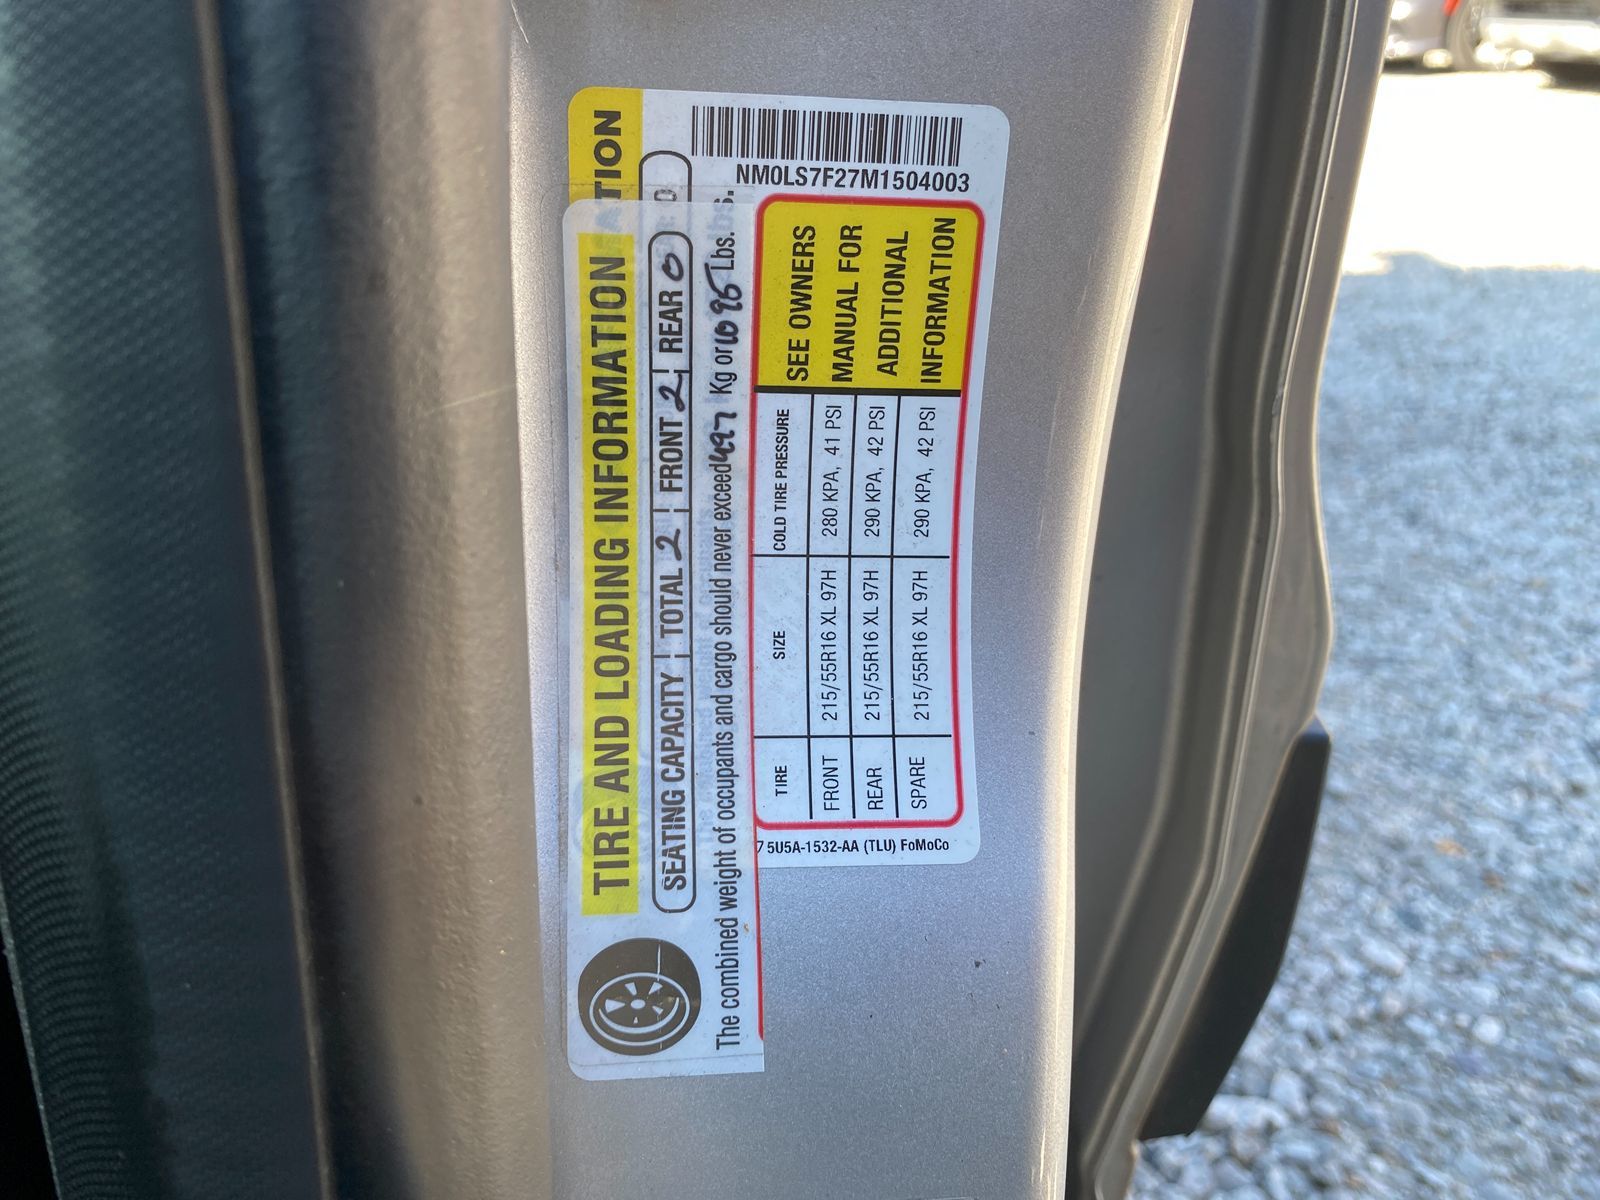 NM0LS7F27M1504003
TION
TIRE AND LOADING INFORMATION
SEATING CAPACITY TOTAL 2 FRONT 2 REAR 0
The combined weight of occupants and cargo should never exceed 497 Kg or 1095 Lbs.
TIRE SIZE COLD TIRE PRESSURE
FRONT 215/55R16 XL 97H 280 KPA, 41 PSI
REAR 215/55R16 XL 97H 290 KPA, 42 PSI
SPARE 215/55R16 XL 97H 290 KPA, 42 PSI
SEE OWNERS
MANUAL FOR
ADDITIONAL
INFORMATION
5U5A-1532-AA (TLU) FoMoCo